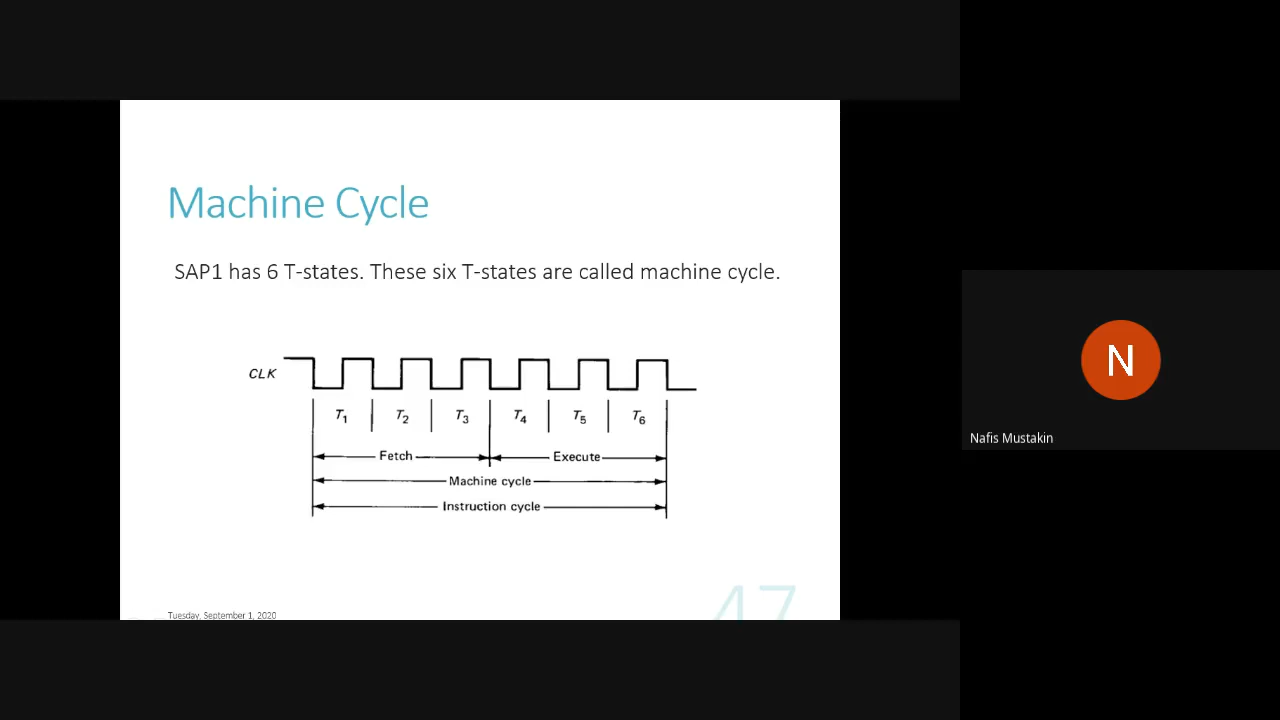 Machine Cycle
SAP1 has 6 T-states. These six T-states are called machine cycle.
CLK
T1 T2 T3 T4 T5 T6
Fetch Execute
Machine cycle
Instruction cycle
Tuesday, September 1, 2020
47
N
Nafis Mustakin